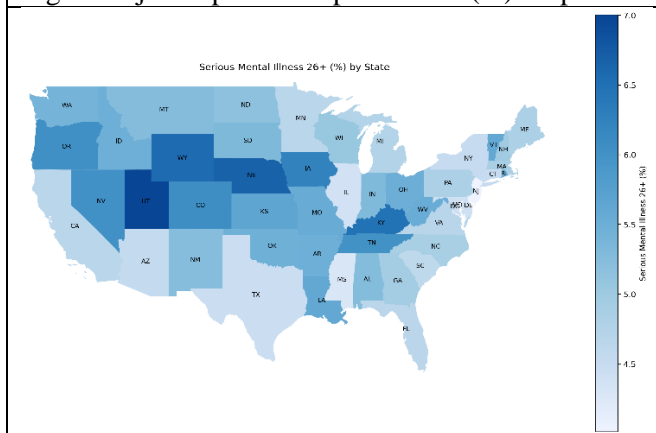 Serious Mental Illness 26+ (%) by State
7.0
6.5
6.0
5.5
5.0
4.5
Serious Mental Illness 26+ (%)
WA
MT
ND
MN
ME
OR
ID
SD
WI
MI
VT
NH
NY
MA
CT
WY
IA
NE
PA
NJ
NV
UT
CO
IL
IN
OH
MD
DE
CA
KS
MO
WV
VA
KY
AZ
NM
OK
AR
TN
NC
SC
TX
MS
AL
GA
LA
FL